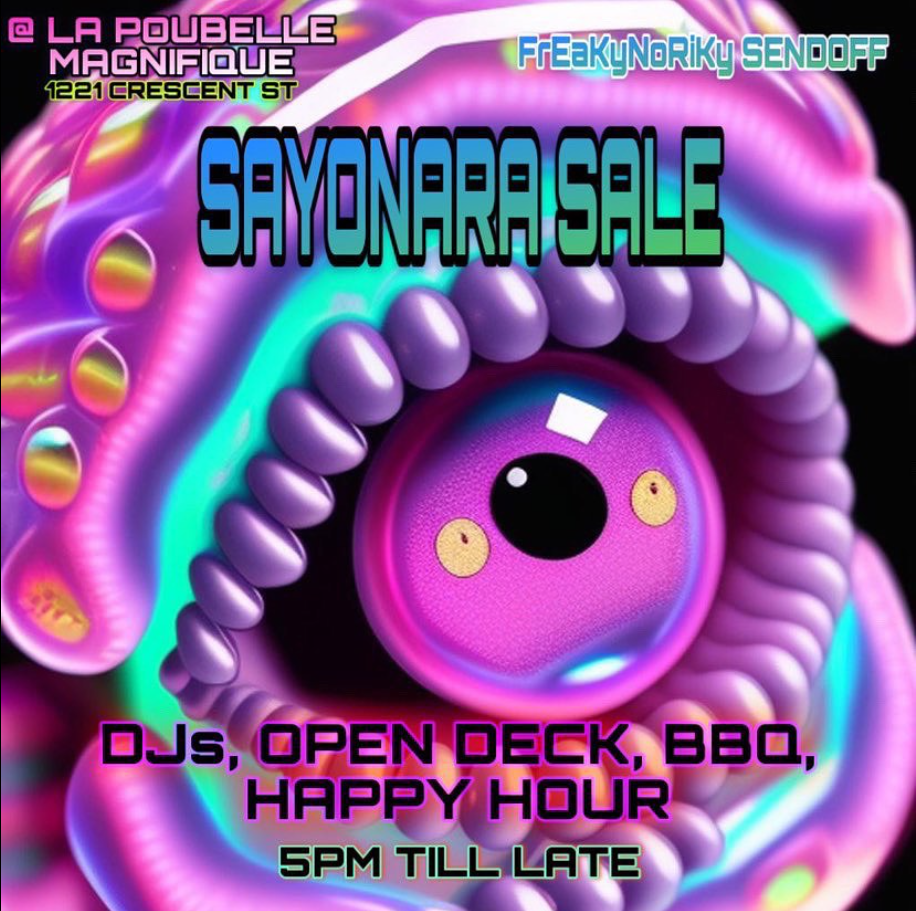 @ LA POUBELLE
MAGNIFIQUE
1221 CRESCENT ST
FrEaKyNoRiKy SENDOFF
SAYONARA SALE
DJs, OPEN DECK, BBQ,
HAPPY HOUR
5PM TILL LATE